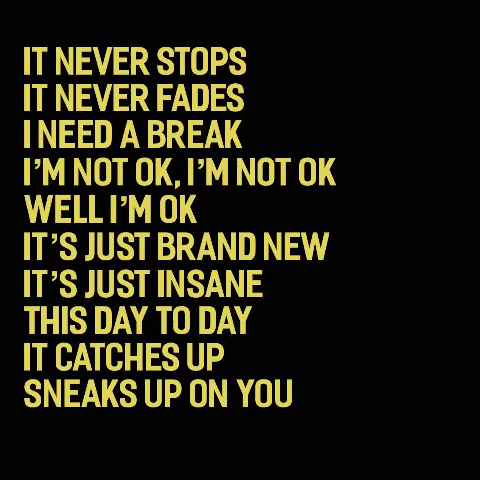 IT NEVER STOPS
IT NEVER FADES
I NEED A BREAK
I’M NOT OK, I’M NOT OK
WELL I’M OK
IT’S JUST BRAND NEW
IT’S JUST INSANE
THIS DAY TO DAY
IT CATCHES UP
SNEAKS UP ON YOU